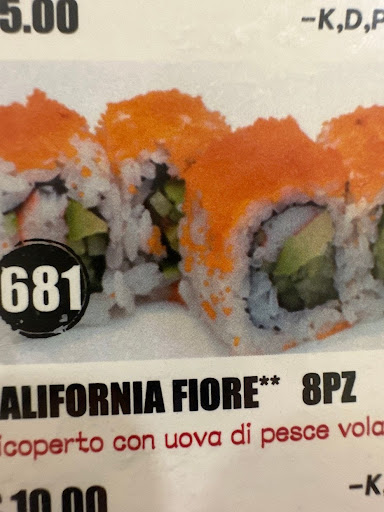 5.00 -K,D,P
681
ALIFORNIA FIORE** 8PZ
icoperto con uova di pesce vola
10.00 -K